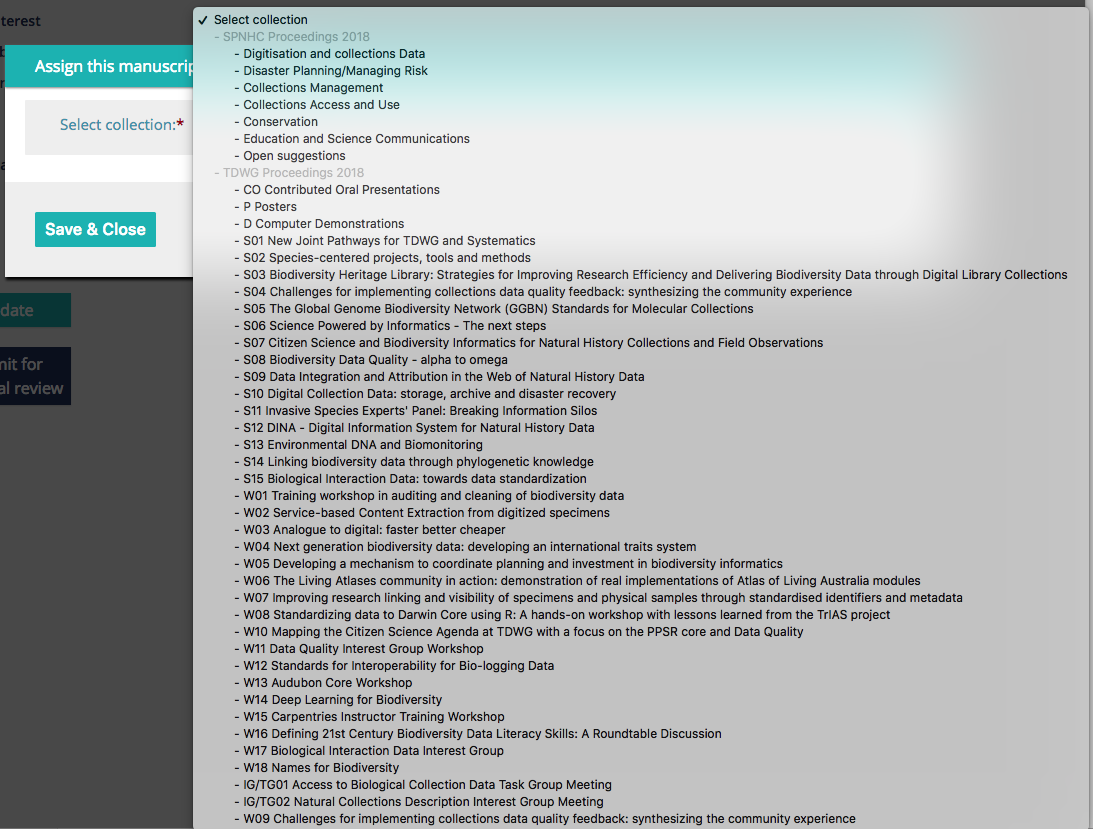 terest
✓ Select collection
- SPNHC Proceedings 2018
- Digitisation and collections Data
- Disaster Planning/Managing Risk
- Collections Management
- Collections Access and Use
- Conservation
- Education and Science Communications
- Open suggestions
- TDWG Proceedings 2018
- CO Contributed Oral Presentations
- P Posters
- D Computer Demonstrations
- S01 New Joint Pathways for TDWG and Systematics
- S02 Species-centered projects, tools and methods
- S03 Biodiversity Heritage Library: Strategies for Improving Research Efficiency and Delivering Biodiversity Data through Digital Library Collections
- S04 Challenges for implementing collections data quality feedback: synthesizing the community experience
- S05 The Global Genome Biodiversity Network (GGBN) Standards for Molecular Collections
- S06 Science Powered by Informatics - The next steps
- S07 Citizen Science and Biodiversity Informatics for Natural History Collections and Field Observations
- S08 Biodiversity Data Quality - alpha to omega
- S09 Data Integration and Attribution in the Web of Natural History Data
- S10 Digital Collection Data: storage, archive and disaster recovery
- S11 Invasive Species Experts' Panel: Breaking Information Silos
- S12 DINA - Digital Information System for Natural History Data
- S13 Environmental DNA and Biomonitoring
- S14 Linking biodiversity data through phylogenetic knowledge
- S15 Biological Interaction Data: towards data standardization
- W01 Training workshop in auditing and cleaning of biodiversity data
- W02 Service-based Content Extraction from digitized specimens
- W03 Analogue to digital: faster better cheaper
- W04 Next generation biodiversity data: developing an international traits system
- W05 Developing a mechanism to coordinate planning and investment in biodiversity informatics
- W06 The Living Atlases community in action: demonstration of real implementations of Atlas of Living Australia modules
- W07 Improving research linking and visibility of specimens and physical samples through standardised identifiers and metadata
- W08 Standardizing data to Darwin Core using R: A hands-on workshop with lessons learned from the TrIAS project
- W10 Mapping the Citizen Science Agenda at TDWG with a focus on the PPSR core and Data Quality
- W11 Data Quality Interest Group Workshop
- W12 Standards for Interoperability for Bio-logging Data
- W13 Audubon Core Workshop
- W14 Deep Learning for Biodiversity
- W15 Carpentries Instructor Training Workshop
- W16 Defining 21st Century Biodiversity Data Literacy Skills: A Roundtable Discussion
- W17 Biological Interaction Data Interest Group
- W18 Names for Biodiversity
- IG/TG01 Access to Biological Collection Data Task Group Meeting
- IG/TG02 Natural Collections Description Interest Group Meeting
- W09 Challenges for implementing collections data quality feedback: synthesizing the community experience
Assign this manuscrip
Select collection:*
Save & Close
date
mit for
al review